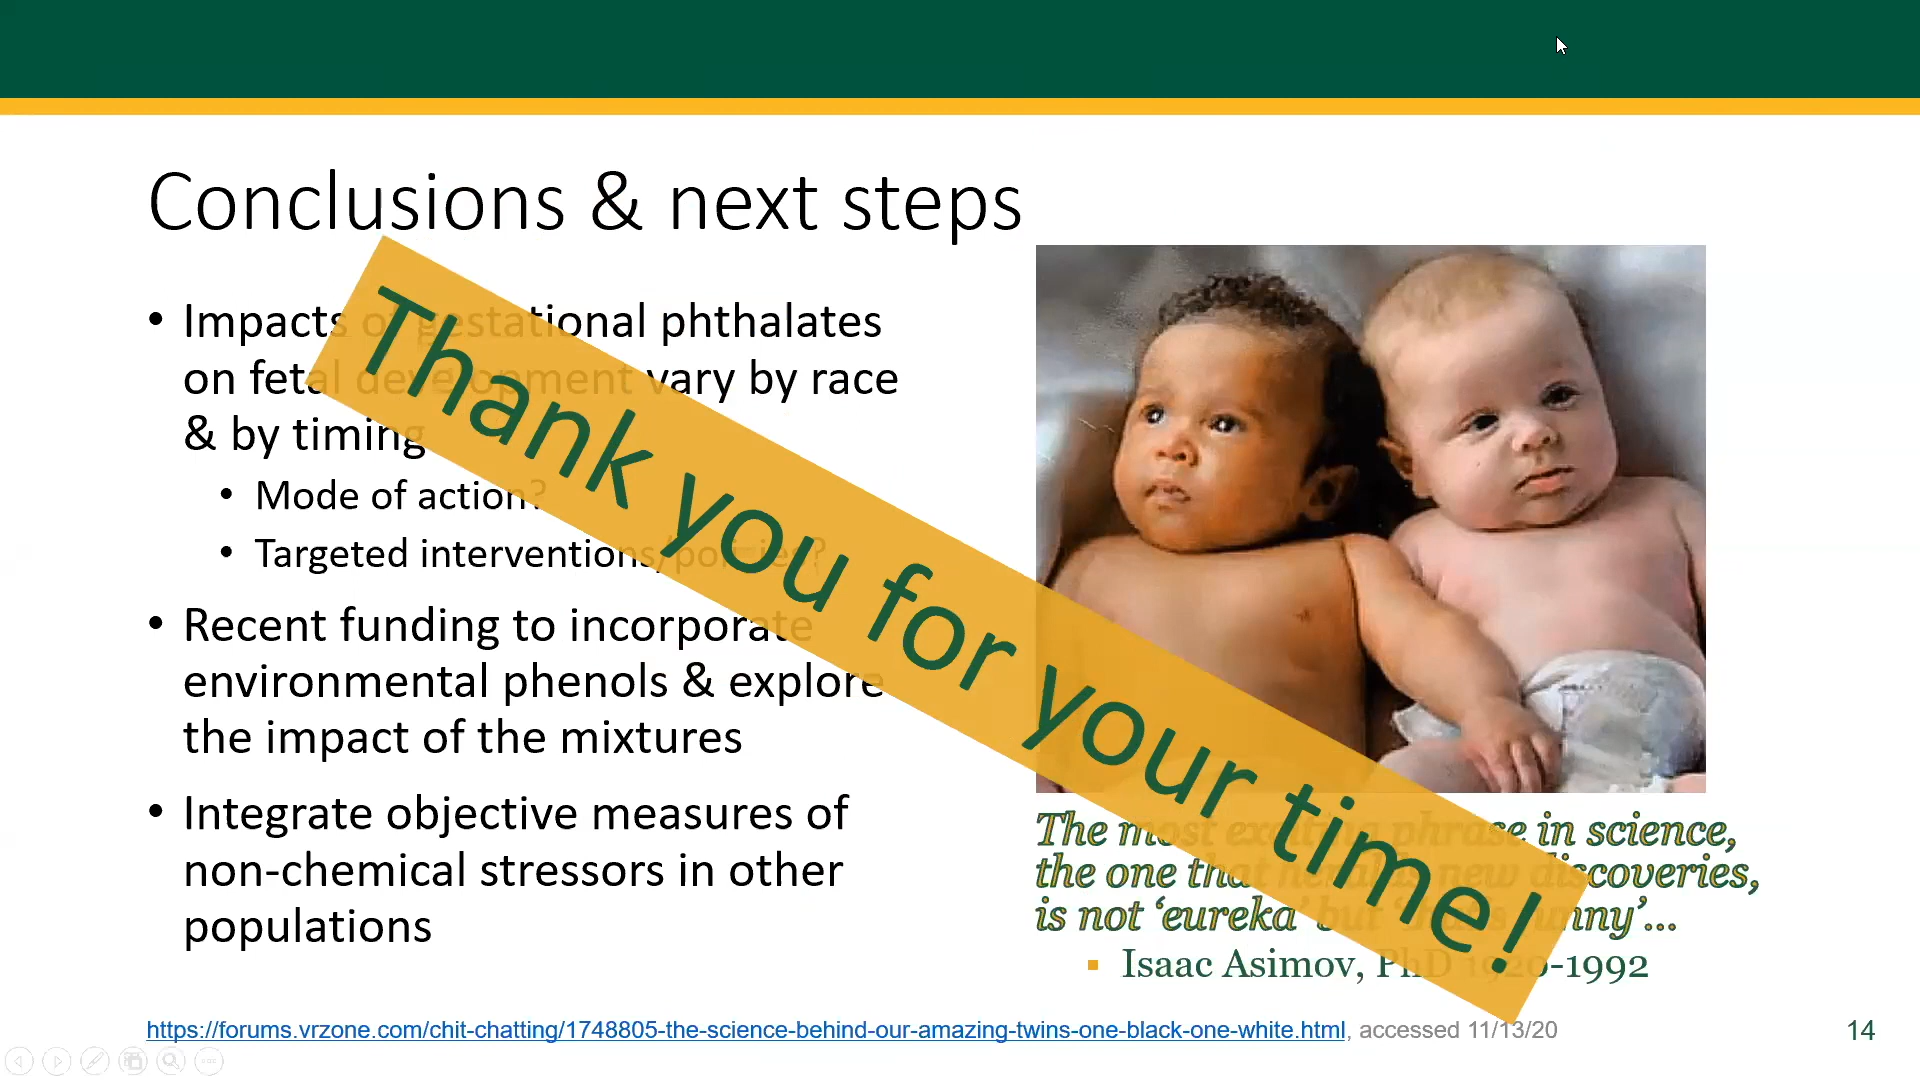 Conclusions & next steps
• Impacts of gestational phthalates
on fetal development vary by race
& by timing
• Mode of action?
• Targeted interventions/policies?
• Recent funding to incorporate
environmental phenols & explore
the impact of the mixtures
• Integrate objective measures of
non-chemical stressors in other
populations
Thank you for your time!
The most exciting phrase in science,
the one that heralds new discoveries,
is not ‘eureka’ but ‘that’s funny’...
▪ Isaac Asimov, PhD 1920-1992
https://forums.vrzone.com/chit-chatting/1748805-the-science-behind-our-amazing-twins-one-black-one-white.html, accessed 11/13/20
14